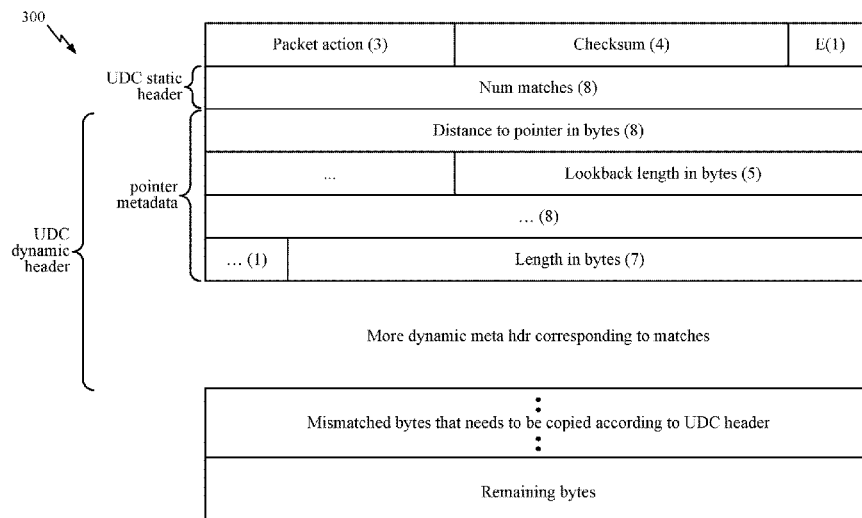 300
Packet action (3) Checksum (4) E(1)
UDC static header
Num matches (8)
Distance to pointer in bytes (8)
... Lookback length in bytes (5)
pointer metadata
... (8)
UDC dynamic header
... (1) Length in bytes (7)
More dynamic meta hdr corresponding to matches
Mismatched bytes that needs to be copied according to UDC header
Remaining bytes